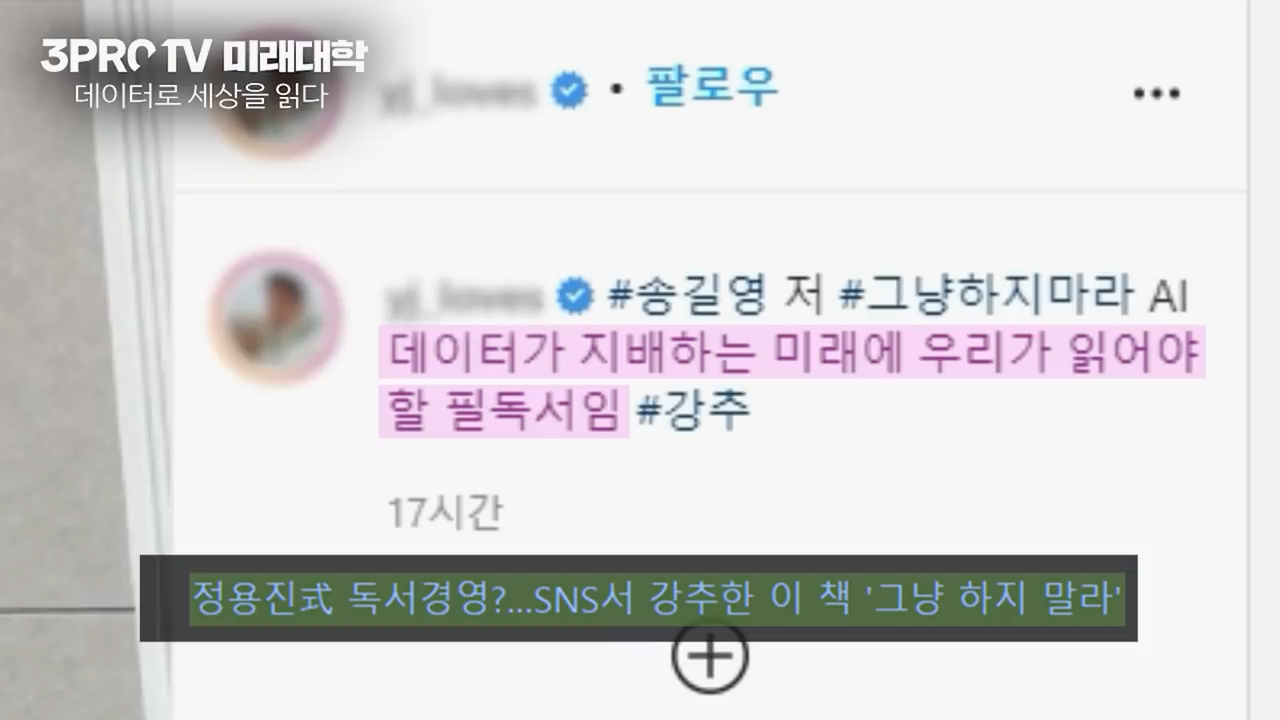 3PRO TV 미래대학
데이터로 세상을 읽다
yj_loves • 팔로우
yj_loves #송길영 저 #그냥하지마라 AI
데이터가 지배하는 미래에 우리가 읽어야
할 필독서임 #강추
17시간
정용진式 독서경영?...SNS서 강추한 이 책 '그냥 하지 말라'